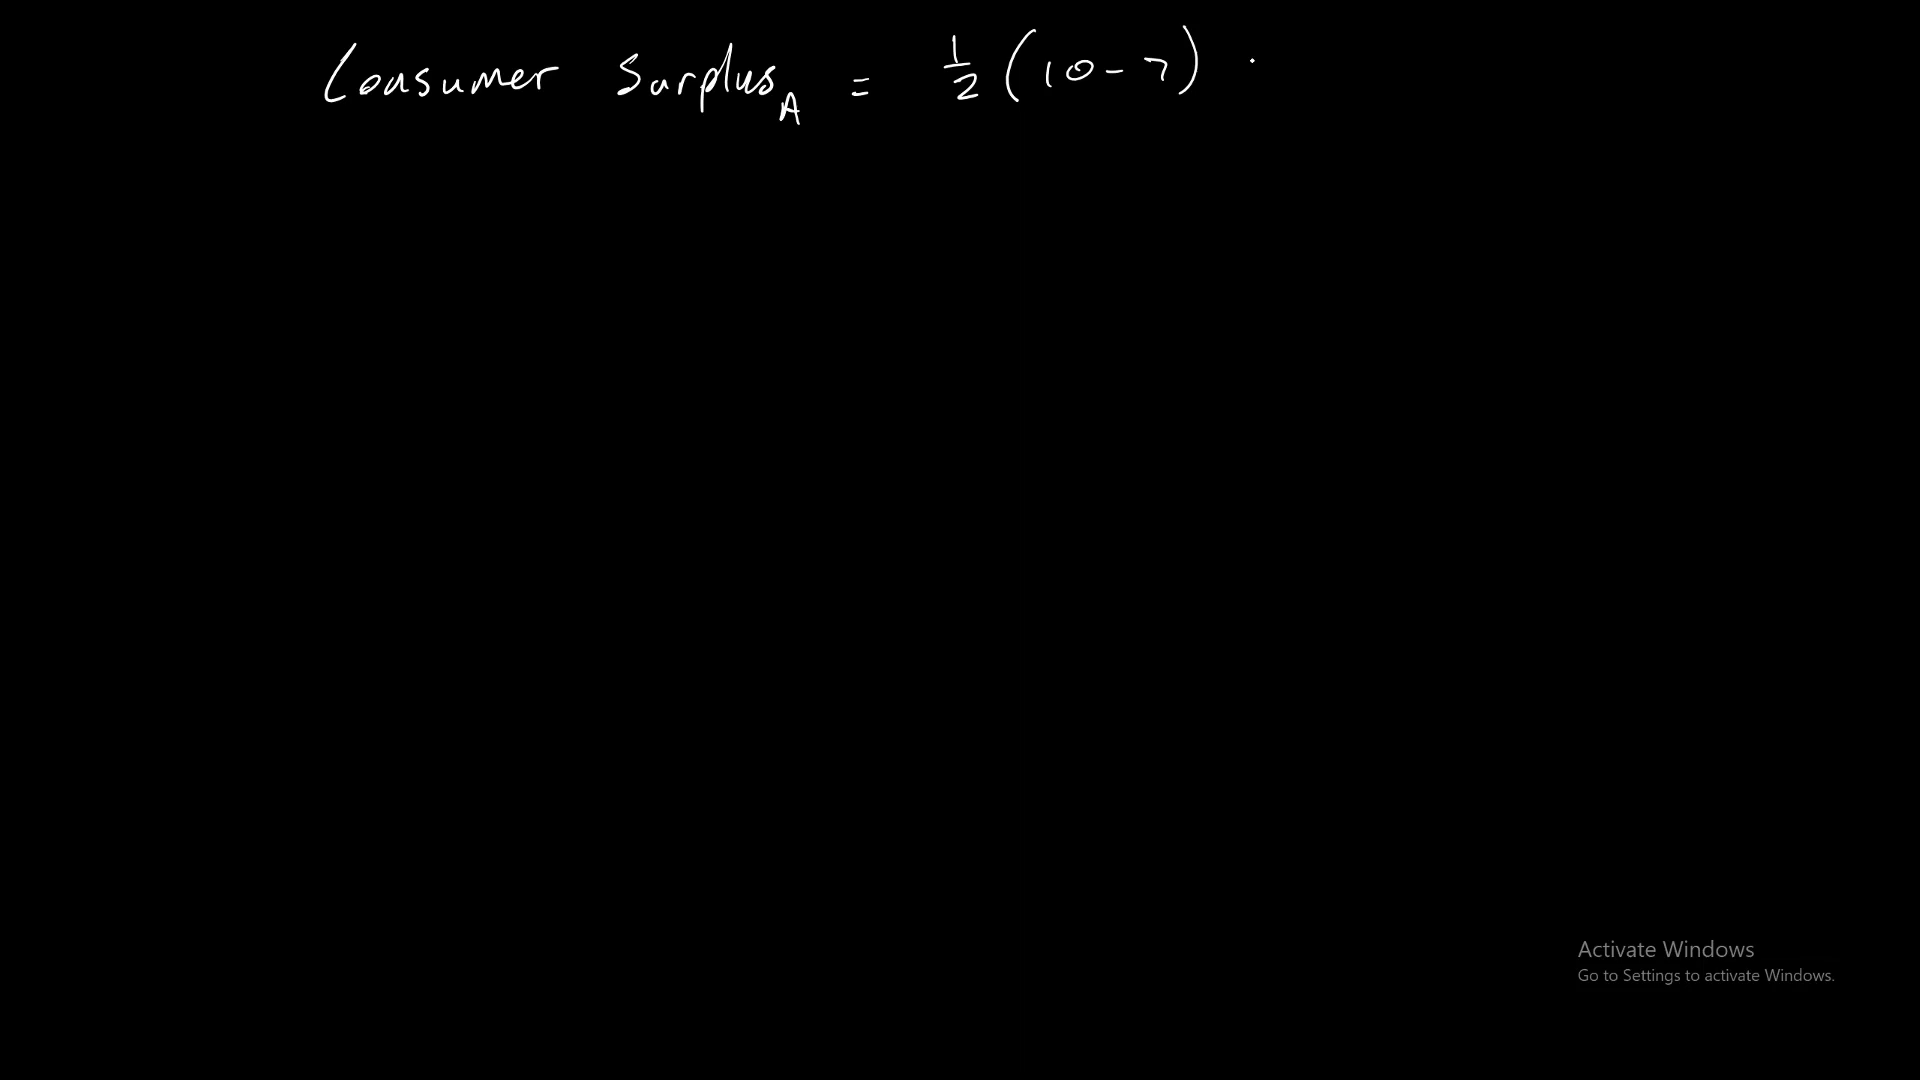 Consumer Surplus_A = 1/2 (10 - 7) ·
Activate Windows
Go to Settings to activate Windows.